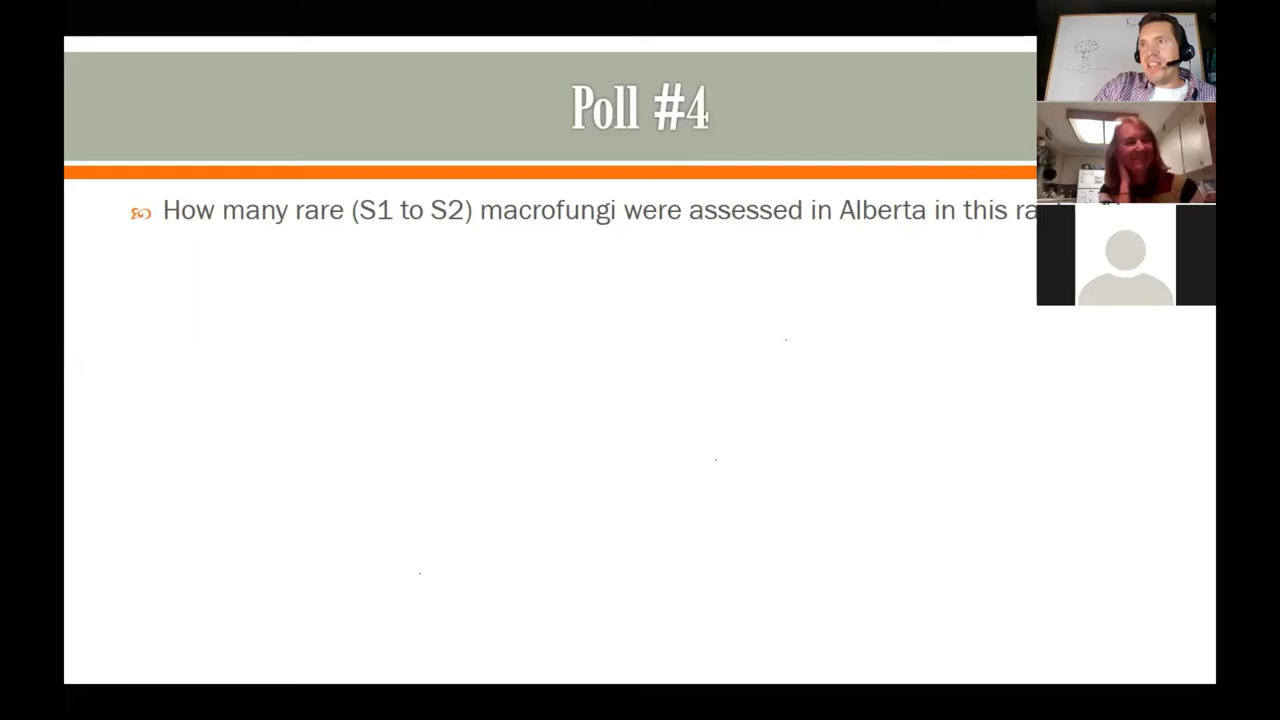 Poll #4
How many rare (S1 to S2) macrofungi were assessed in Alberta in this